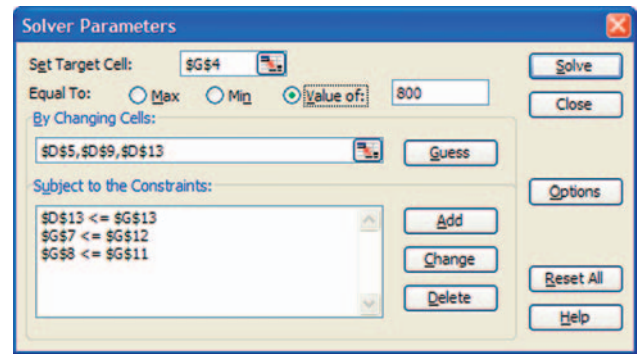 Solver Parameters
Set Target Cell: $G$4 Solve
Equal To: Max Min Value of: 800 Close
By Changing Cells:
$D$5,$D$9,$D$13 Guess
Subject to the Constraints: Options
$D$13 <= $G$13 Add
$G$7 <= $G$12
$G$8 <= $G$11 Change
Delete Reset All
Help